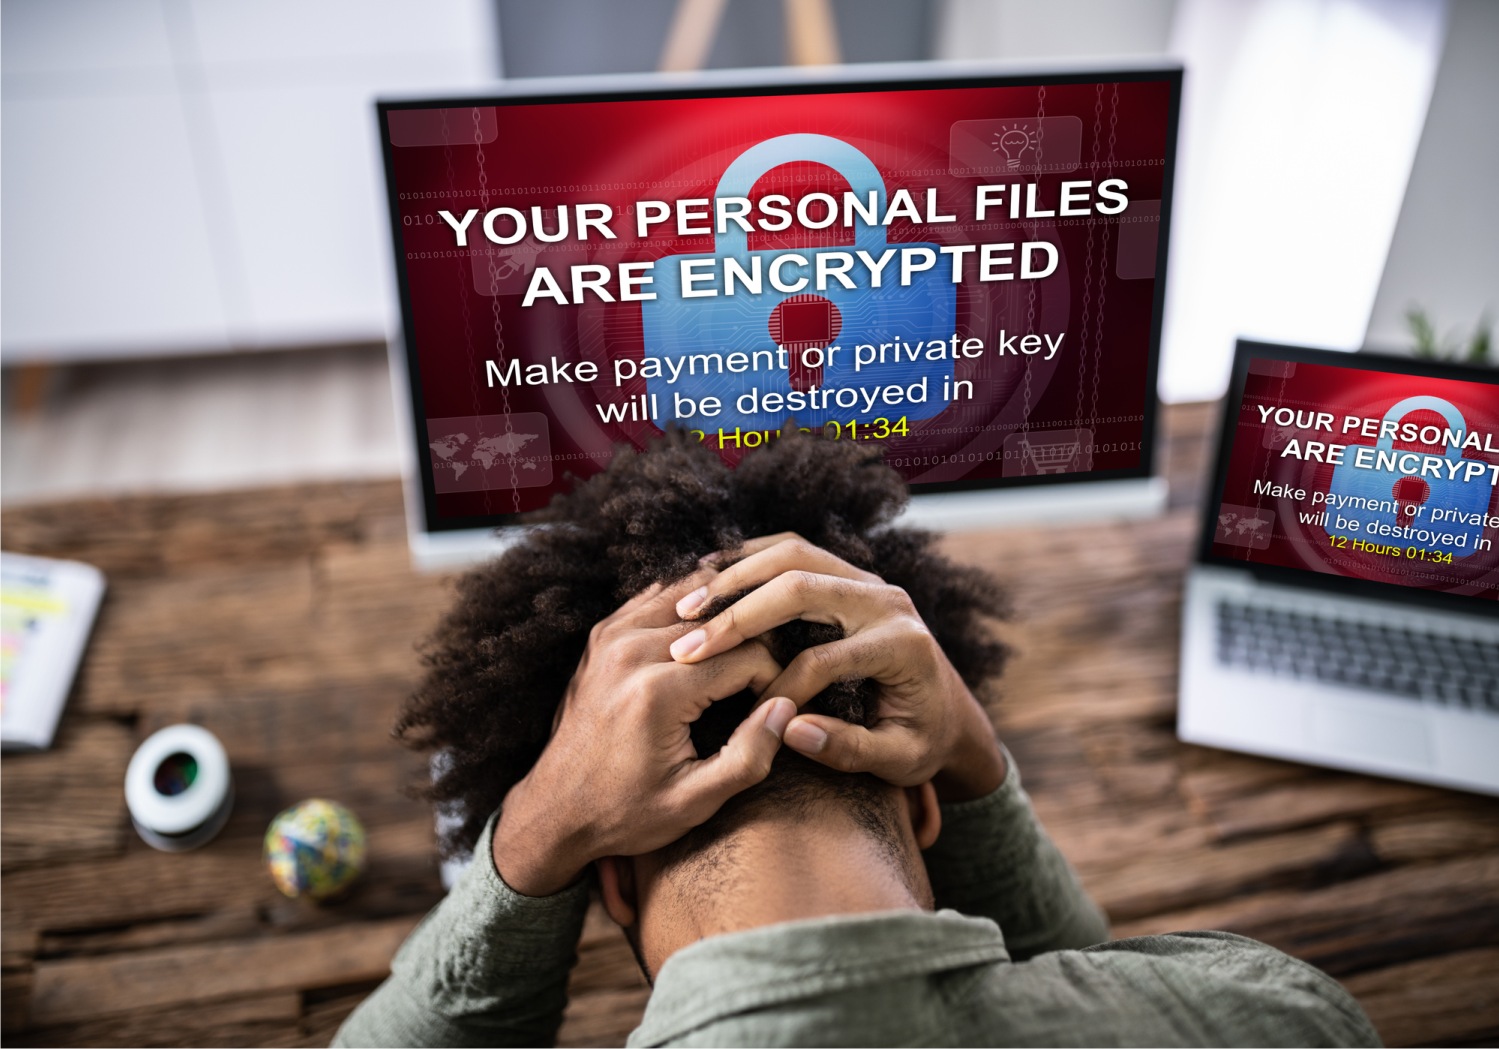 YOUR PERSONAL FILES
ARE ENCRYPTED
Make payment or private key
will be destroyed in
01:34
YOUR PERSONAL
ARE
Make payment or private
will be destroyed in
12 Hours 01:34